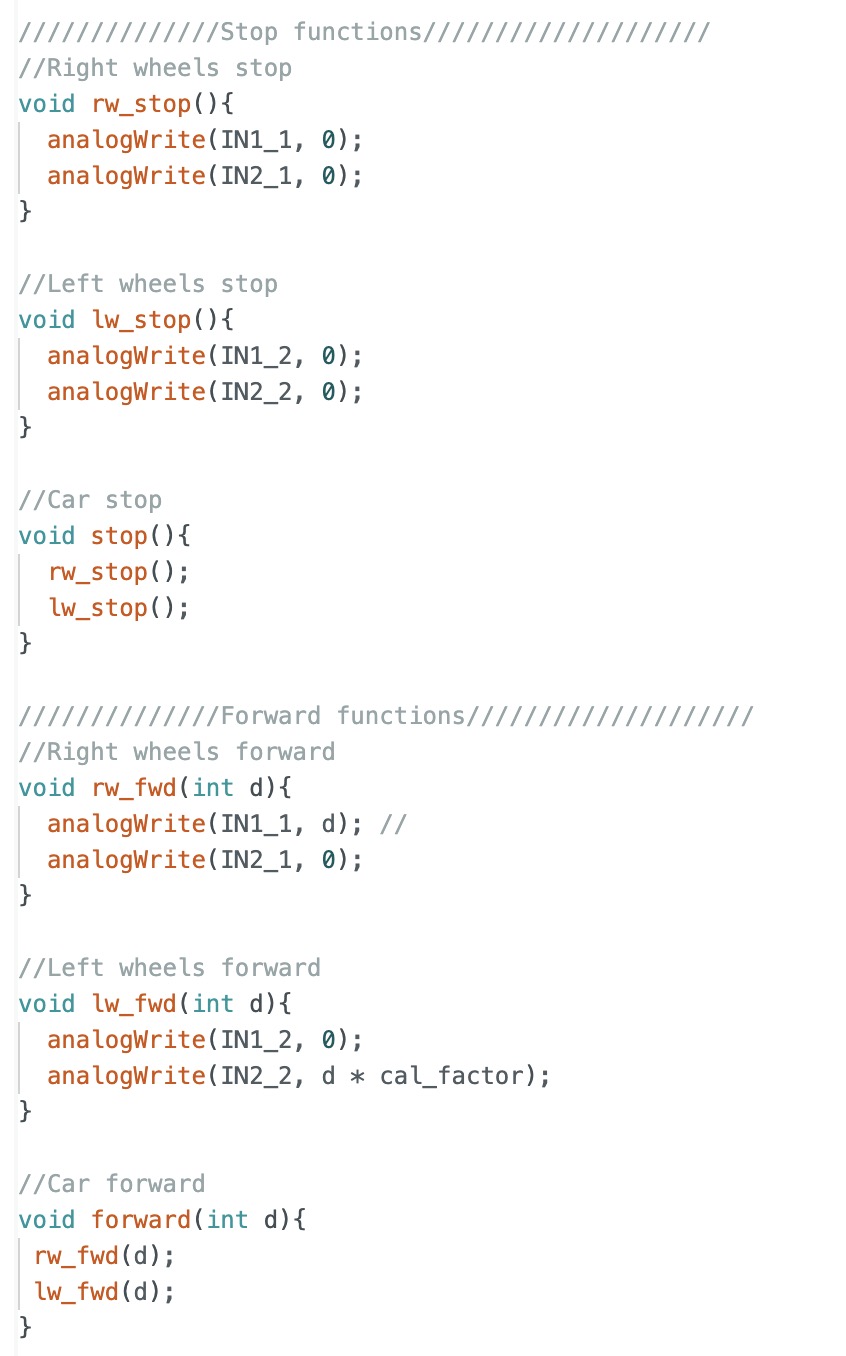 //////////////Stop functions////////////////////
//Right wheels stop
void rw_stop(){
  analogWrite(IN1_1, 0);
  analogWrite(IN2_1, 0);
}

//Left wheels stop
void lw_stop(){
  analogWrite(IN1_2, 0);
  analogWrite(IN2_2, 0);
}

//Car stop
void stop(){
  rw_stop();
  lw_stop();
}

//////////////Forward functions////////////////////
//Right wheels forward
void rw_fwd(int d){
  analogWrite(IN1_1, d); //
  analogWrite(IN2_1, 0);
}

//Left wheels forward
void lw_fwd(int d){
  analogWrite(IN1_2, 0);
  analogWrite(IN2_2, d * cal_factor);
}

//Car forward
void forward(int d){
 rw_fwd(d);
 lw_fwd(d);
}